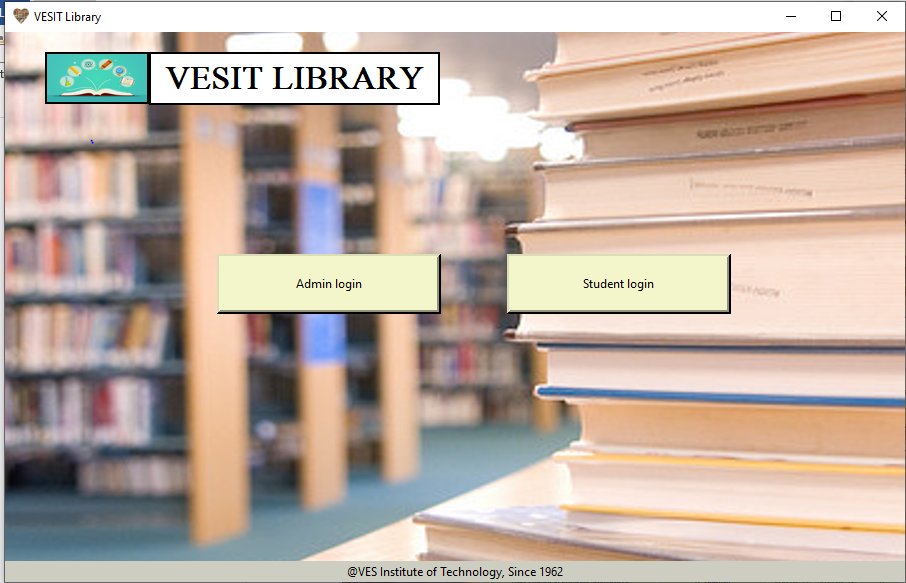 VESIT Library
VESIT LIBRARY
Admin login
Student login
@VES Institute of Technology, Since 1962